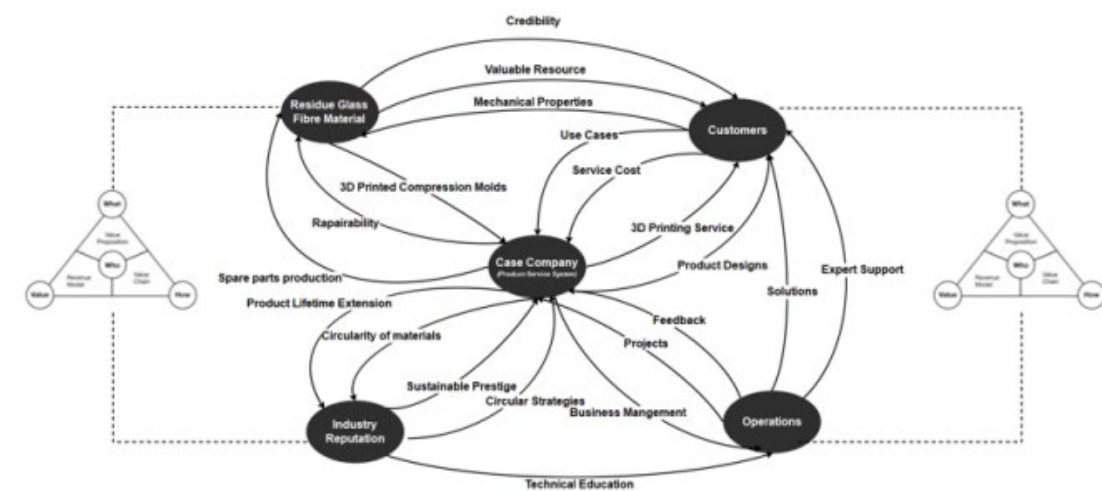 Credibility
Valuable Resource
Residue Glass
Fibre Material
Mechanical Properties
Customers
Use Cases
Service Cost
3D Printed Compression Molds
What
What
Rapairability
3D Printing Service
Value
Proposition
Value
Proposition
Case Company
(Product-Service System)
Who
Who
Product Designs
Expert Support
Revenue
Model
Value
Chain
Revenue
Model
Value
Chain
Spare parts production
Solutions
Value
How
Value
How
Product Lifetime Extension
Feedback
Circularity of materials
Projects
Sustainable Prestige
Circular Strategies
Business Mangement
Industry
Reputation
Operations
Technical Education